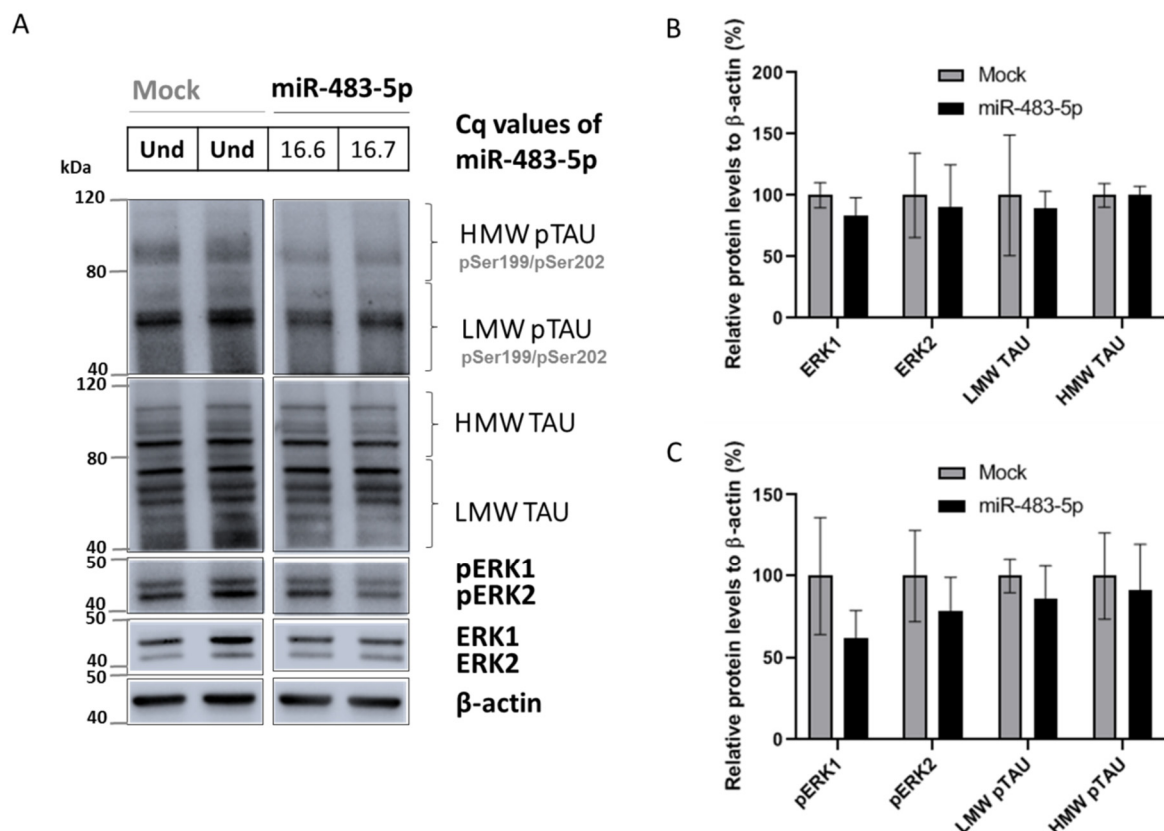 A
Mock miR-483-5p
Und Und 16.6 16.7
Cq values of
miR-483-5p
kDa
120
HMW pTAU
pSer199/pSer202
80
LMW pTAU
pSer199/pSer202
40
120
HMW TAU
80
LMW TAU
40
50
pERK1
pERK2
40
50
ERK1
ERK2
40
50
β-actin
40
B
Relative protein levels to β-actin (%)
200
150
100
50
0
Mock
miR-483-5p
ERK1
ERK2
LMW TAU
HMW TAU
C
Relative protein levels to β-actin (%)
150
100
50
0
Mock
miR-483-5p
pERK1
pERK2
LMW pTAU
HMW pTAU